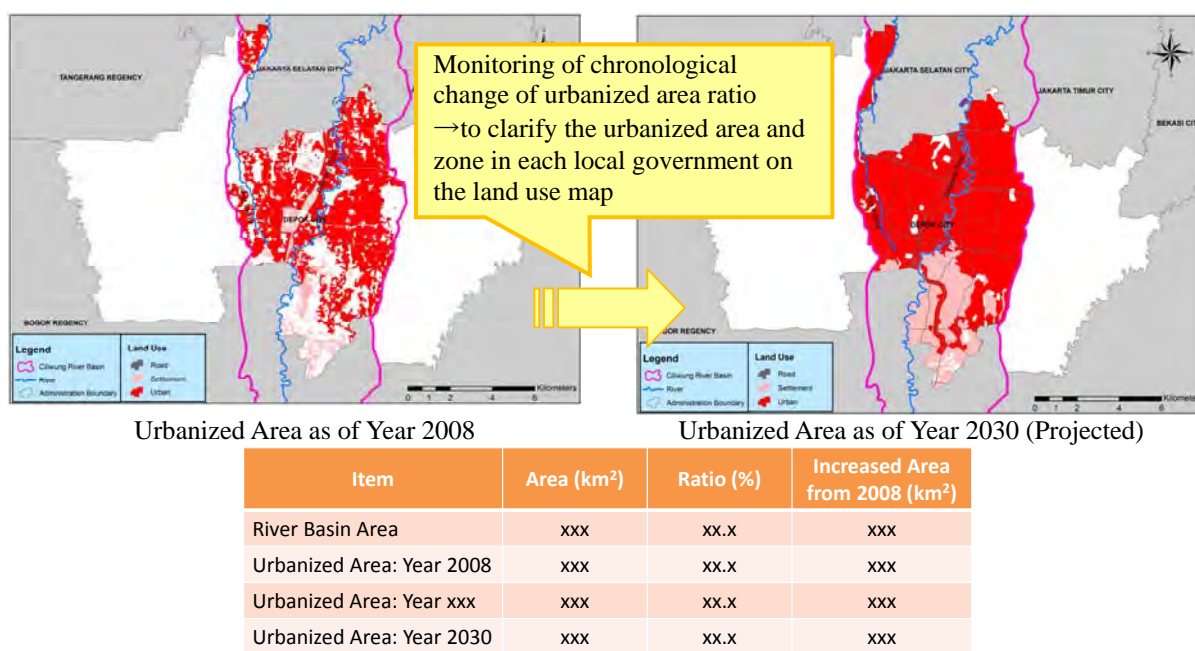 TANGERANG REGENCY
JAKARTA SELATAN CITY
DEPOK CITY
BOGOR REGENCY
Legend
Ciliwung River Basin
River
Administration Boundary
Land Use
Road
Settlement
Urban
0 1 2 4 6
Kilometers
Monitoring of chronological
change of urbanized area ratio
→to clarify the urbanized area and
zone in each local government on
the land use map
JAKARTA SELATAN CITY
JAKARTA TIMUR CITY
BEKASI CIT
DEPOK CITY
OR REGENCY
Legend
Ciliwung River Basin
River
Administration Boundary
Land Use
Road
Settlement
Urban
0 1 2 4 6
Kilomete
Urbanized Area as of Year 2008
Urbanized Area as of Year 2030 (Projected)
Item Area (km²) Ratio (%) Increased Area
from 2008 (km²)
River Basin Area xxx xx.x xxx
Urbanized Area: Year 2008 xxx xx.x xxx
Urbanized Area: Year xxx xxx xx.x xxx
Urbanized Area: Year 2030 xxx xx.x xxx